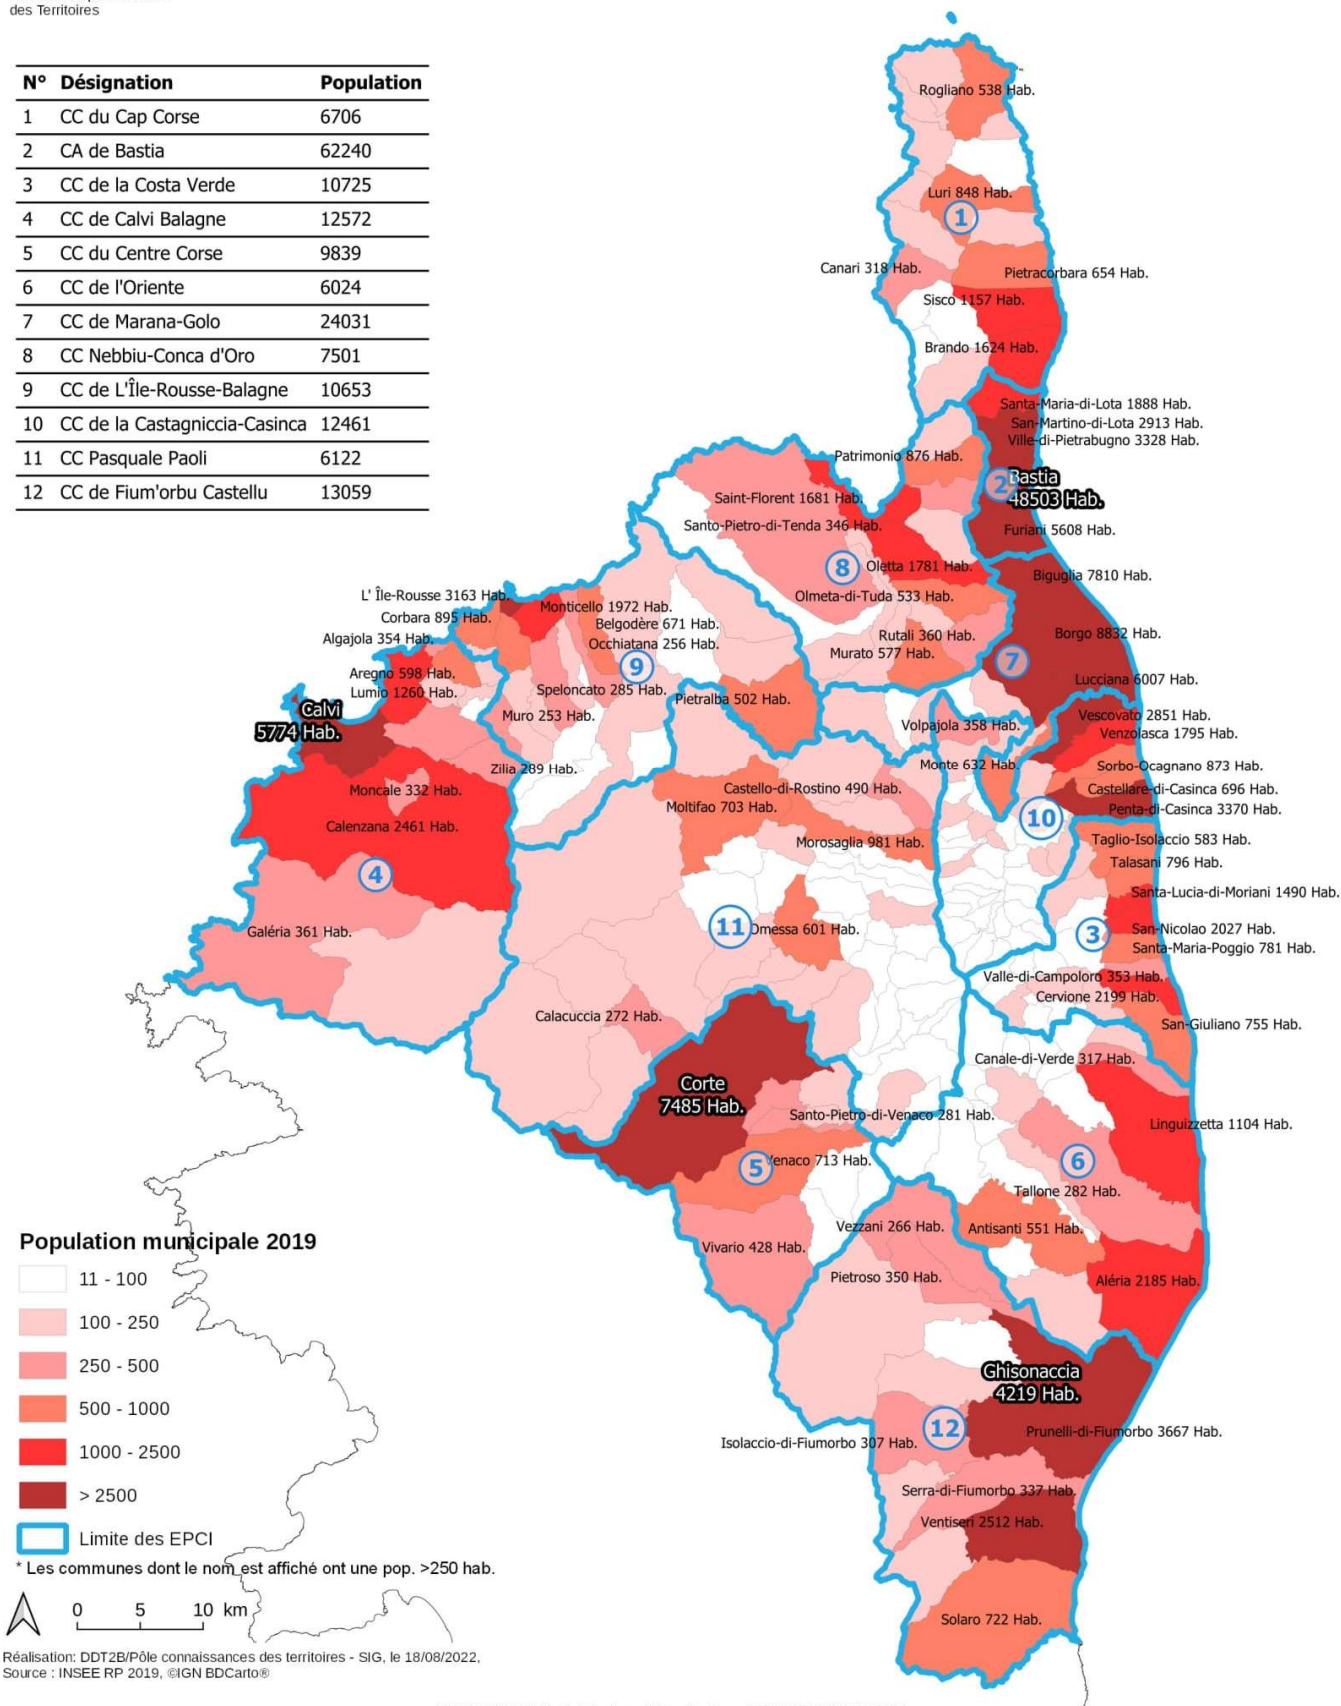 des Territoires
N° Désignation Population
1 CC du Cap Corse 6706
2 CA de Bastia 62240
3 CC de la Costa Verde 10725
4 CC de Calvi Balagne 12572
5 CC du Centre Corse 9839
6 CC de l'Oriente 6024
7 CC de Marana-Golo 24031
8 CC Nebbiu-Conca d'Oro 7501
9 CC de L'Île-Rousse-Balagne 10653
10 CC de la Castagniccia-Casinca 12461
11 CC Pasquale Paoli 6122
12 CC de Fium'orbu Castellu 13059
Rogliano 538 Hab.
Luri 848 Hab.
1
Canari 318 Hab.
Pietracorbara 654 Hab.
Sisco 1157 Hab.
Brando 1624 Hab.
Santa-Maria-di-Lota 1888 Hab.
San-Martino-di-Lota 2913 Hab.
Ville-di-Pietrabugno 3328 Hab.
Patrimonio 876 Hab.
2
Bastia
48503 Hab.
Saint-Florent 1681 Hab.
Santo-Pietro-di-Tenda 346 Hab.
Furiani 5608 Hab.
8
Oletta 1781 Hab.
Biguglia 7810 Hab.
Olmeta-di-Tuda 533 Hab.
L' Île-Rousse 3163 Hab.
Monticello 1972 Hab.
Corbara 895 Hab.
Belgodère 671 Hab.
Algajola 354 Hab.
Occhiatana 256 Hab.
Rutali 360 Hab.
Borgo 8832 Hab.
Murato 577 Hab.
7
9
Aregno 598 Hab.
Lucciana 6007 Hab.
Lumio 1260 Hab.
Speloncato 285 Hab.
Pietralba 502 Hab.
Calvi
5774 Hab.
Muro 253 Hab.
Vescovato 2851 Hab.
Volpajola 358 Hab.
Venzolasca 1795 Hab.
Zilia 289 Hab.
Monte 632 Hab.
Sorbo-Ocagnano 873 Hab.
Moncale 332 Hab.
Castello-di-Rostino 490 Hab.
Castellare-di-Casinca 696 Hab.
Moltifao 703 Hab.
Penta-di-Casinca 3370 Hab.
10
Calenzana 2461 Hab.
Morosaglia 981 Hab.
Taglio-Isolaccio 583 Hab.
Talasani 796 Hab.
4
Santa-Lucia-di-Moriani 1490 Hab.
Galéria 361 Hab.
11
Omessa 601 Hab.
3
San-Nicolao 2027 Hab.
Santa-Maria-Poggio 781 Hab.
Valle-di-Campoloro 353 Hab.
Cervione 2199 Hab.
Calacuccia 272 Hab.
San-Giuliano 755 Hab.
Canale-di-Verde 317 Hab.
Corte
7485 Hab.
Santo-Pietro-di-Venaco 281 Hab.
Linguizzetta 1104 Hab.
5
Venaco 713 Hab.
6
Tallone 282 Hab.
Vezzani 266 Hab.
Antisanti 551 Hab.
Vivario 428 Hab.
Pietroso 350 Hab.
Aléria 2185 Hab.
Ghisonaccia
4219 Hab.
12
Prunelli-di-Fiumorbo 3667 Hab.
Isolaccio-di-Fiumorbo 307 Hab.
Serra-di-Fiumorbo 337 Hab.
Ventiseri 2512 Hab.
Solaro 722 Hab.
Population municipale 2019
11 - 100
100 - 250
250 - 500
500 - 1000
1000 - 2500
> 2500
Limite des EPCI
* Les communes dont le nom est affiché ont une pop. >250 hab.
0 5 10 km
Réalisation: DDT2B/Pôle connaissances des territoires - SIG, le 18/08/2022,
Source : INSEE RP 2019, ©IGN BDCarto®